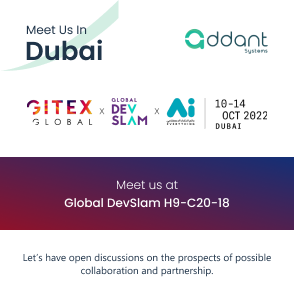 Meet Us In
Dubai
addant
Systems
GITEX
GLOBAL
x
GLOBAL
DEV
SLAM
x
Ai
EVERYTHING
10-14
OCT 2022
DUBAI
Meet us at
Global DevSlam H9-C20-18
Let's have open discussions on the prospects of possible
collaboration and partnership.